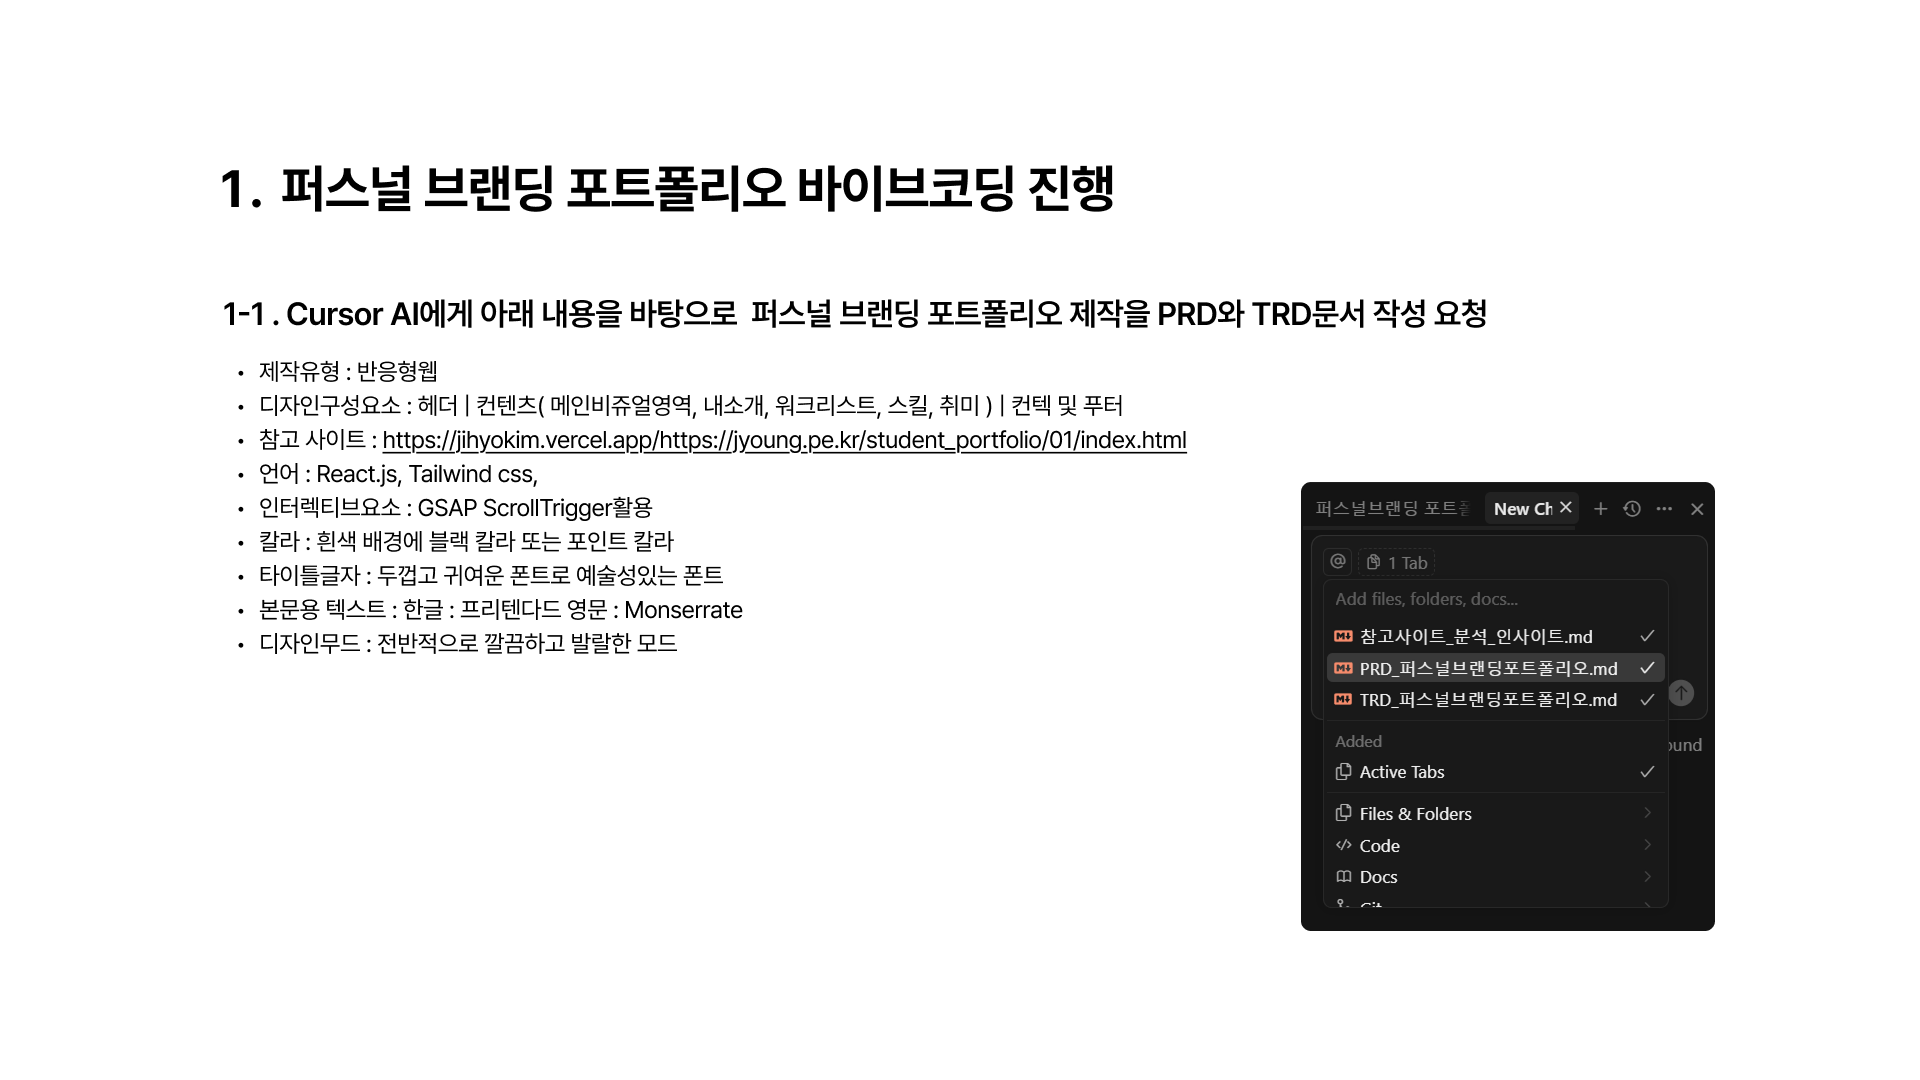 1. 퍼스널 브랜딩 포트폴리오 바이브코딩 진행
1-1 . Cursor AI에게 아래 내용을 바탕으로 퍼스널 브랜딩 포트폴리오 제작을 PRD와 TRD문서 작성 요청
• 제작유형 : 반응형웹
• 디자인구성요소 : 헤더 | 컨텐츠( 메인비쥬얼영역, 내소개, 워크리스트, 스킬, 취미 ) | 컨텍 및 푸터
• 참고 사이트 : https://jihyokim.vercel.app/https://jyoung.pe.kr/student_portfolio/01/index.html
• 언어 : React.js, Tailwind css,
• 인터렉티브요소 : GSAP ScrollTrigger활용
• 칼라 : 흰색 배경에 블랙 칼라 또는 포인트 칼라
• 타이틀글자 : 두껍고 귀여운 폰트로 예술성있는 폰트
• 본문용 텍스트 : 한글 : 프리텐다드 영문 : Monserrate
• 디자인무드 : 전반적으로 깔끔하고 발랄한 모드
퍼스널브랜딩 포트 New Ch
@ 1 Tab
Add files, folders, docs...
참고사이트_분석_인사이트.md
PRD_퍼스널브랜딩포트폴리오.md
TRD_퍼스널브랜딩포트폴리오.md
Added
Active Tabs
Files & Folders
Code
Docs